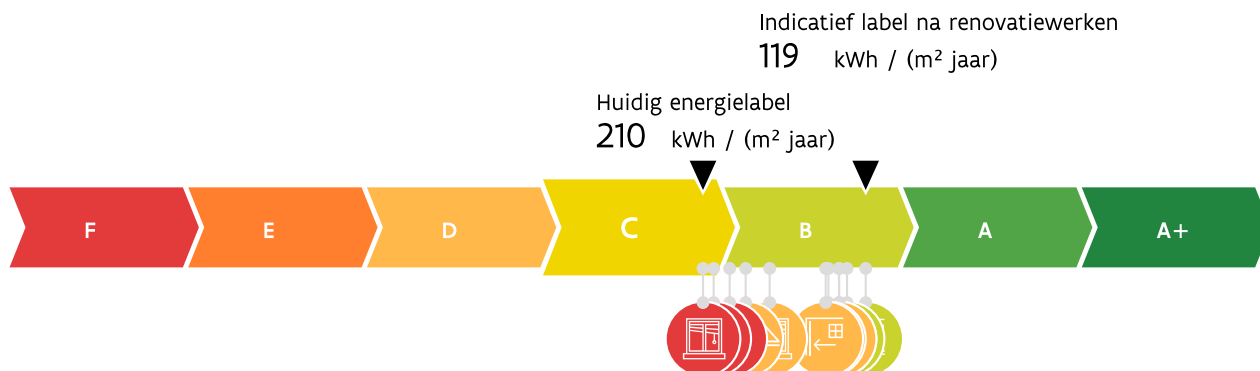 Indicatief label na renovatiewerken
119 kWh / (m² jaar)
Huidig energielabel
210 kWh / (m² jaar)
F E D C B A A+